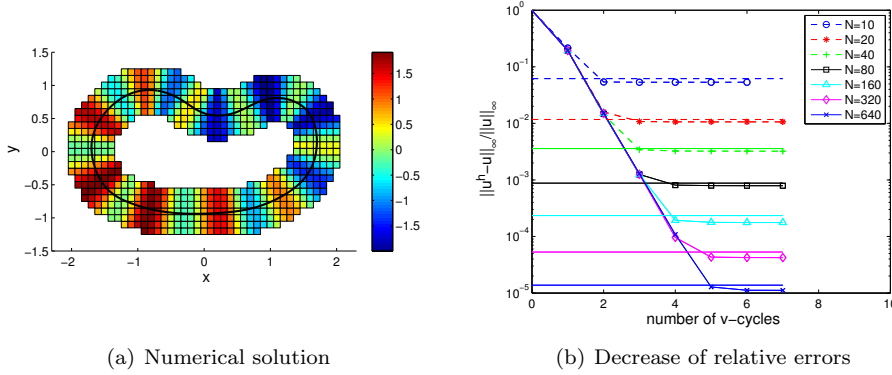 1.5
1
0.5
0
−0.5
−1
−1.5
−2 −1 0 1 2
x
y
1.5
1
0.5
0
−0.5
−1
−1.5
10^0
10^−1
10^−2
10^−3
10^−4
10^−5
0 2 4 6 8 10
number of v−cycles
||u^h−u||_∞/||u||_∞
N=10
N=20
N=40
N=80
N=160
N=320
N=640
(a) Numerical solution
(b) Decrease of relative errors